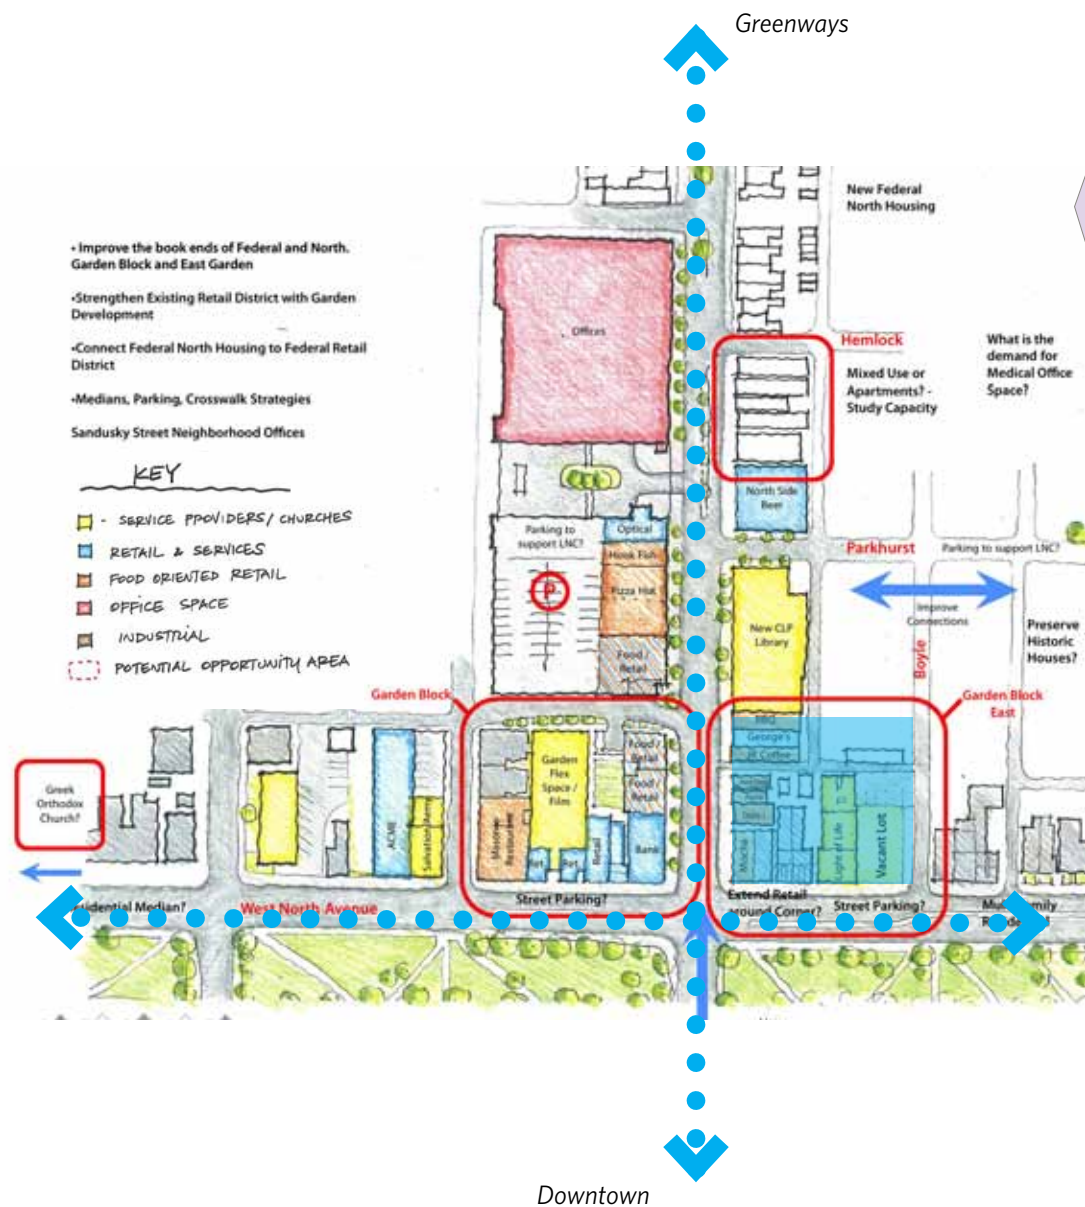 Greenways
New Federal
North Housing
• Improve the book ends of Federal and North.
Garden Block and East Garden
•Strengthen Existing Retail District with Garden
Development
•Connect Federal North Housing to Federal Retail
District
•Medians, Parking, Crosswalk Strategies
Sandusky Street Neighborhood Offices
KEY
- SERVICE PROVIDERS/CHURCHES
RETAIL & SERVICES
FOOD ORIENTED RETAIL
OFFICE SPACE
INDUSTRIAL
POTENTIAL OPPORTUNITY AREA
Offices
Hemlock
What is the
demand for
Medical Office
Space?
Mixed Use or
Apartments? -
Study Capacity
North Side
Beer
Parking to
support LNC?
P
Optical
Hook Fish
Pizza Hut
Food /
Retail
Parkhurst
Parking to support LNC?
Improve
Connections
New CLP
Library
Boyle
Preserve
Historic
Houses?
Garden Block
Garden Block
East
Greek
Orthodox
Church?
ACME
Salvation Army
Restaurant
Garden
Flex
Space /
Film
Ret.
Ret.
Retail
Food /
Retail
Food /
Retail
Bank
George's
Coffee
Mocha
Light of Life
Vacant Lot
Median?
West North Avenue
Street Parking?
Extend Retail
around Corner?
Street Parking?
Downtown